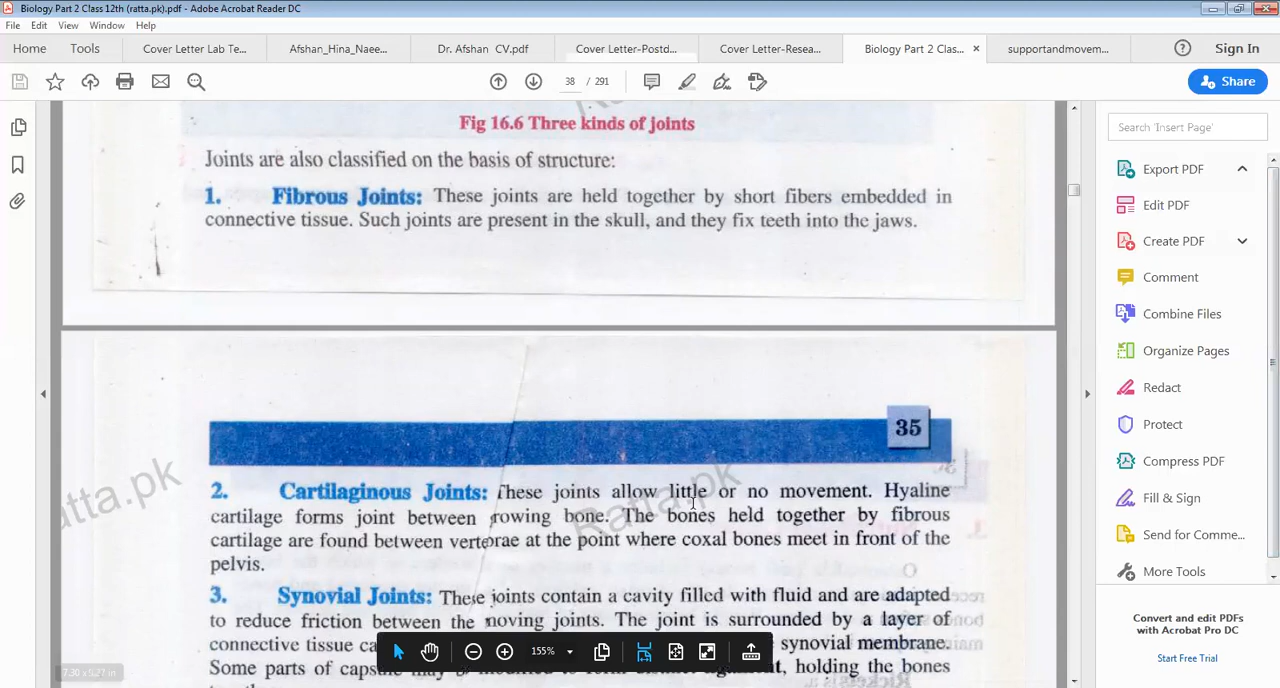 Biology Part 2 Class 12th (ratta.pk).pdf - Adobe Acrobat Reader DC
File Edit View Window Help
Home Tools Cover Letter Lab Te... Afshan_Hina_Naee... Dr. Afshan CV.pdf Cover Letter-Postd... Cover Letter-Resea... Biology Part 2 Clas... × supportandmovem... Sign In
38 / 291
Share
Fig 16.6 Three kinds of joints
Joints are also classified on the basis of structure:
1. Fibrous Joints: These joints are held together by short fibers embedded in
connective tissue. Such joints are present in the skull, and they fix teeth into the jaws.
35
2. Cartilaginous Joints: These joints allow little or no movement. Hyaline
cartilage forms joint between growing bone. The bones held together by fibrous
cartilage are found between vertebrae at the point where coxal bones meet in front of the
pelvis.
3. Synovial Joints: These joints contain a cavity filled with fluid and are adapted
to reduce friction between the moving joints. The joint is surrounded by a layer of
connective tissue synovial membrane.
Some parts of holding the bones
Ratta.pk
Ratta.pk
155%
7.30 x 5.27 in
Search 'Insert Page'
Export PDF
Edit PDF
Create PDF
Comment
Combine Files
Organize Pages
Redact
Protect
Compress PDF
Fill & Sign
Send for Comme...
More Tools
Convert and edit PDFs
with Acrobat Pro DC
Start Free Trial